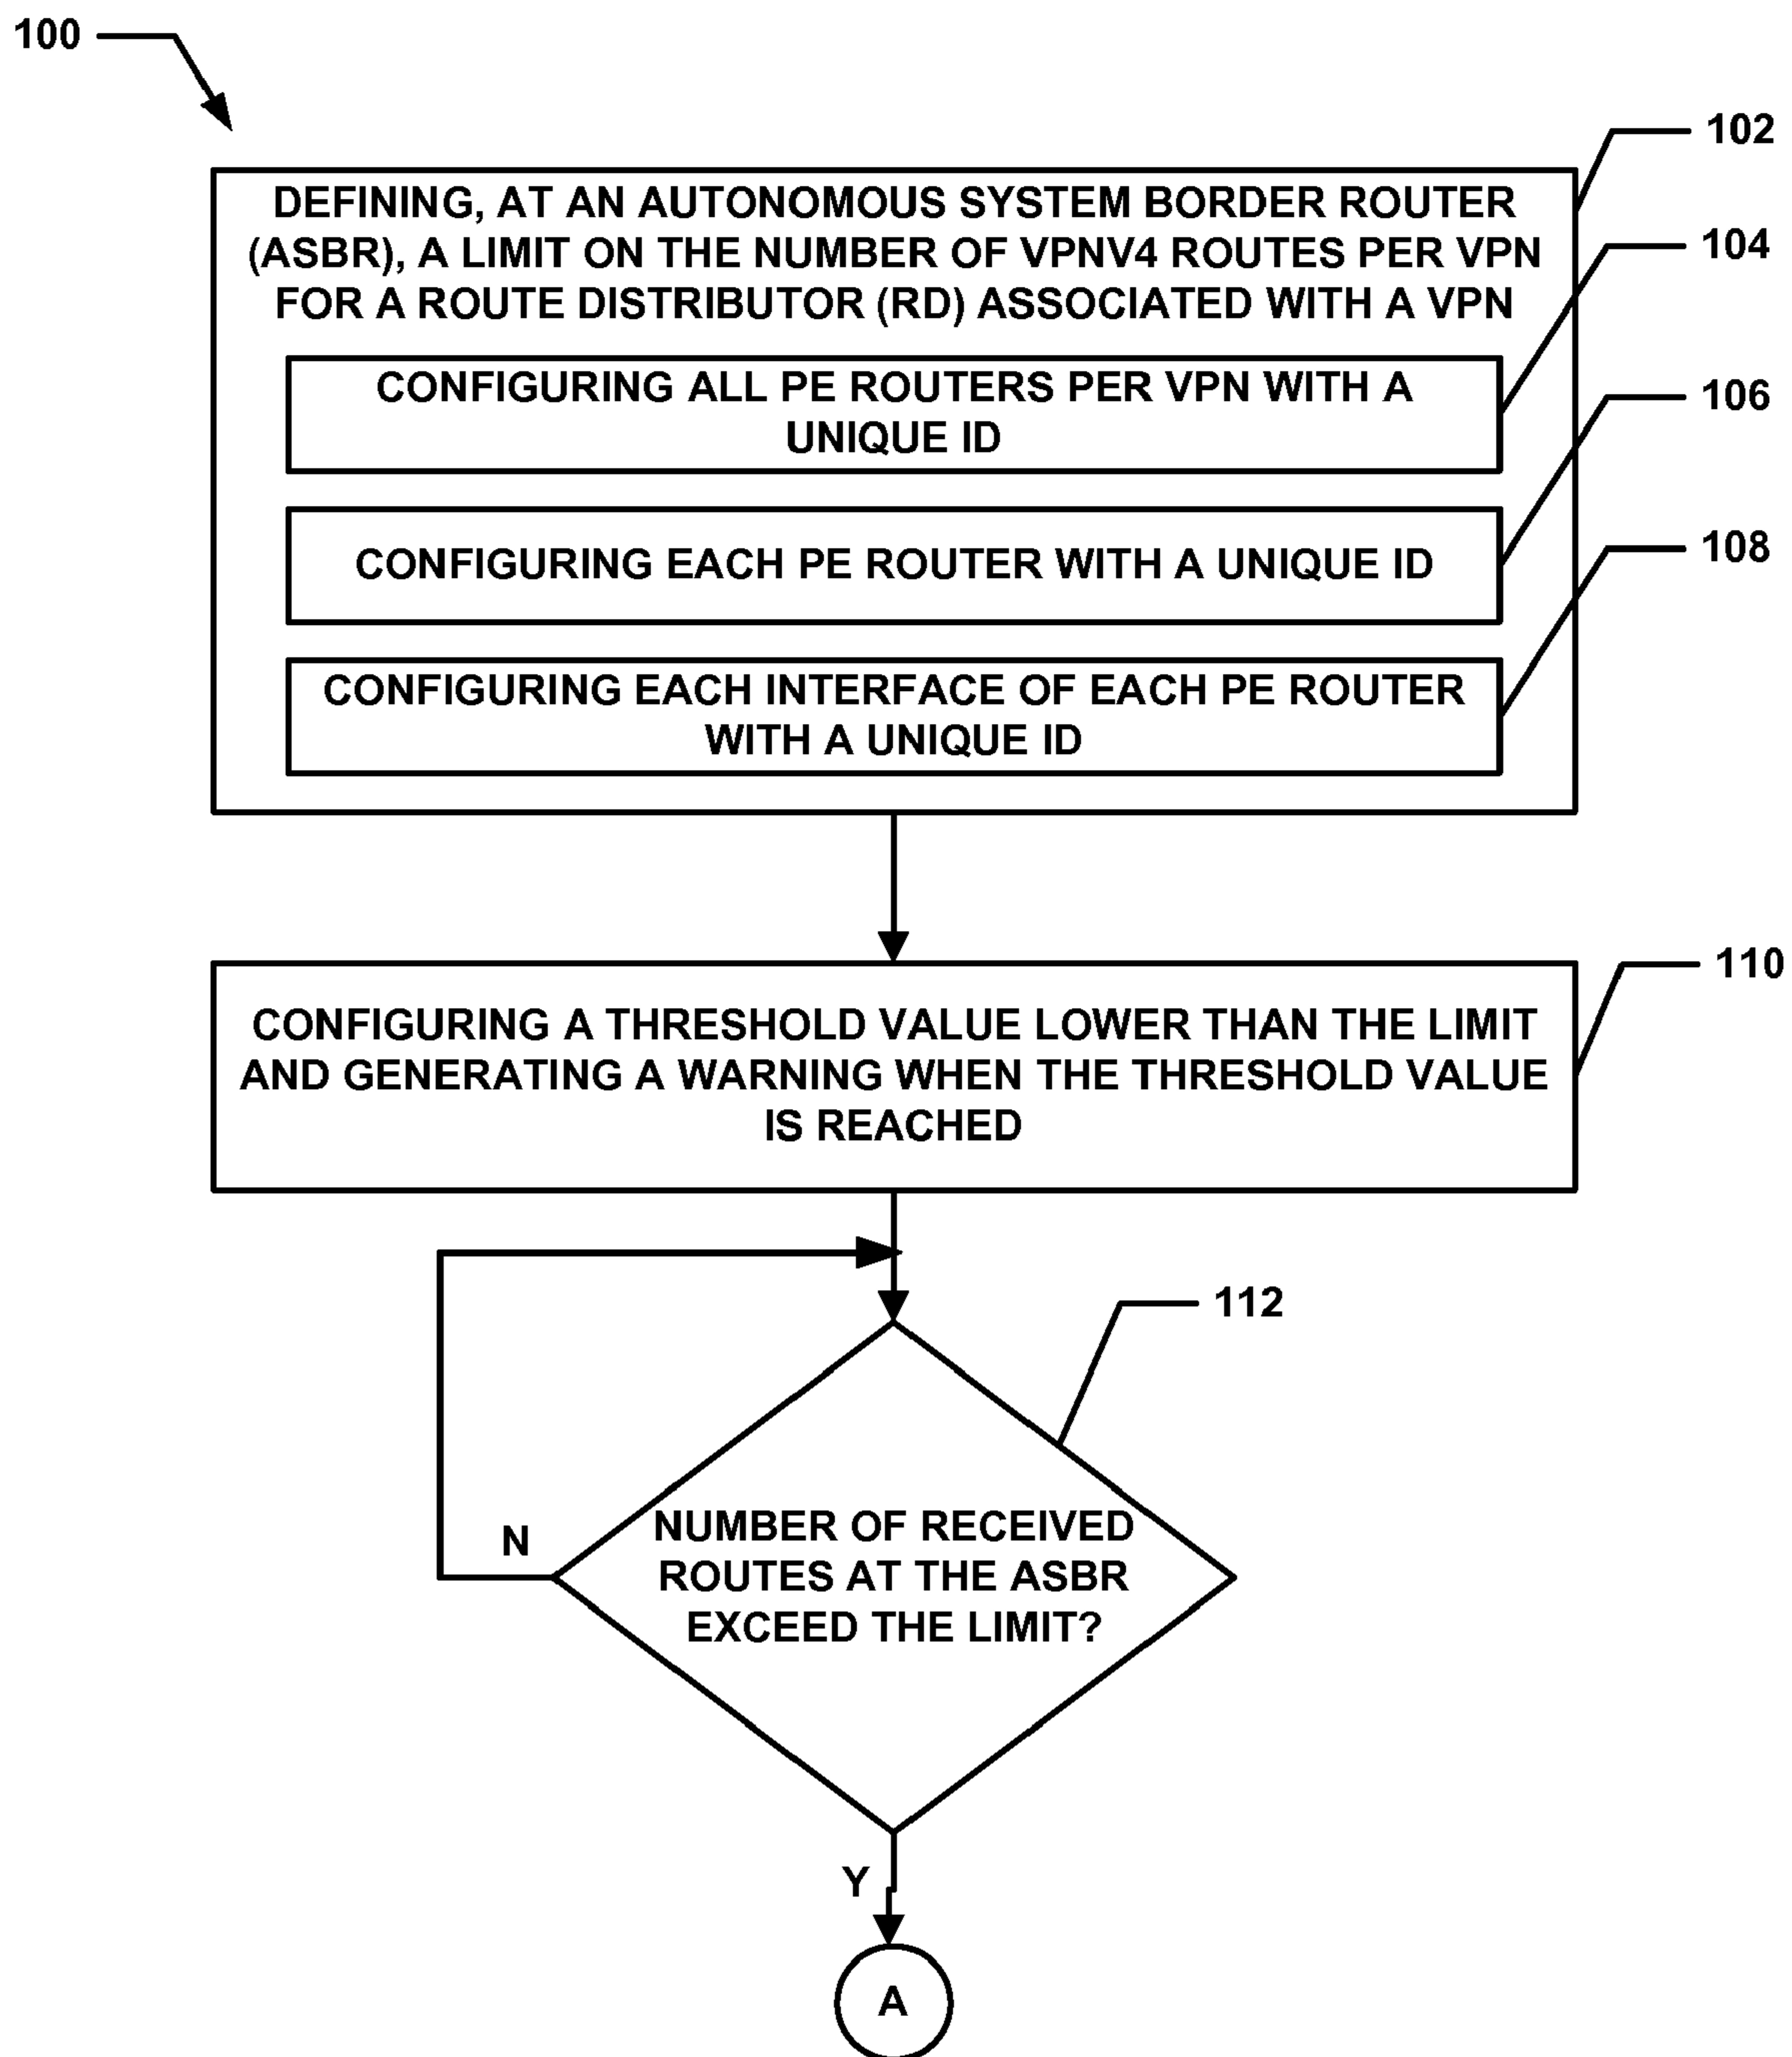 100
102
DEFINING, AT AN AUTONOMOUS SYSTEM BORDER ROUTER
(ASBR), A LIMIT ON THE NUMBER OF VPNV4 ROUTES PER VPN
FOR A ROUTE DISTRIBUTOR (RD) ASSOCIATED WITH A VPN
104
CONFIGURING ALL PE ROUTERS PER VPN WITH A
UNIQUE ID
106
CONFIGURING EACH PE ROUTER WITH A UNIQUE ID
108
CONFIGURING EACH INTERFACE OF EACH PE ROUTER
WITH A UNIQUE ID
110
CONFIGURING A THRESHOLD VALUE LOWER THAN THE LIMIT
AND GENERATING A WARNING WHEN THE THRESHOLD VALUE
IS REACHED
112
N
NUMBER OF RECEIVED
ROUTES AT THE ASBR
EXCEED THE LIMIT?
Y
A